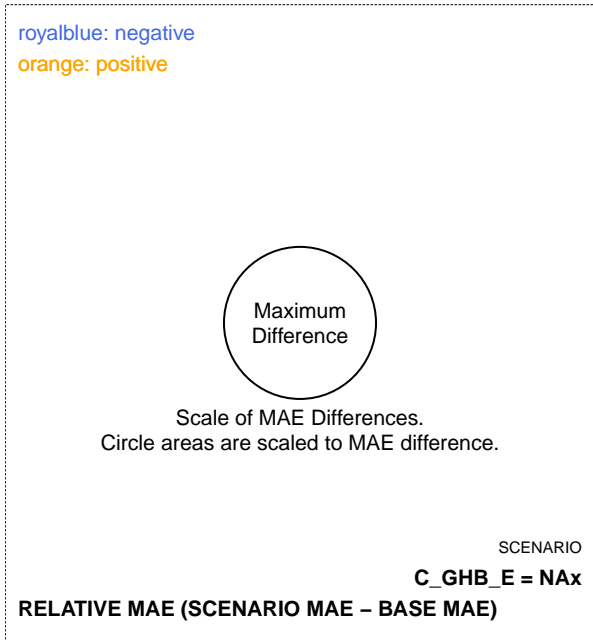 royalblue: negative
orange: positive
Maximum
Difference
Scale of MAE Differences.
Circle areas are scaled to MAE difference.
SCENARIO
C_GHB_E = NAx
RELATIVE MAE (SCENARIO MAE − BASE MAE)